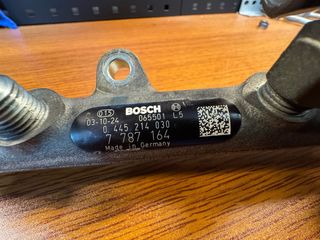 BOSCH
03-10-24 065501 L5
0 445 214 030
7 787 164
Made in Germany